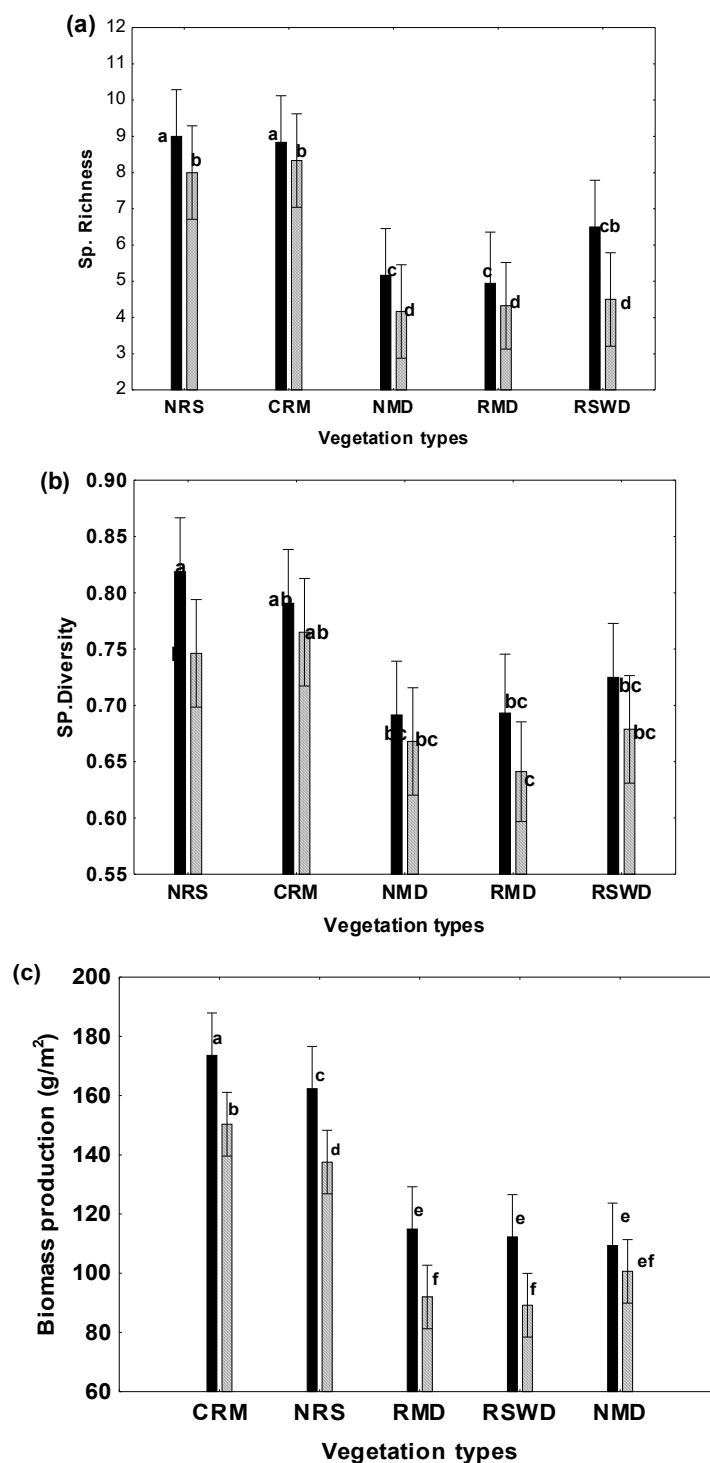 (a)
12
11
10
9
8
7
6
5
4
3
2
Sp. Richness
a
b
a
b
c
d
c
d
cb
d
NRS CRM NMD RMD RSWD
Vegetation types
(b)
0.90
0.85
0.80
0.75
0.70
0.65
0.60
0.55
SP.Diversity
a
ab
ab
bc
bc
bc
c
bc
bc
NRS CRM NMD RMD RSWD
Vegetation types
(c)
200
180
160
140
120
100
80
60
Biomass production (g/m²)
a
b
c
d
e
f
e
f
e
ef
CRM NRS RMD RSWD NMD
Vegetation types